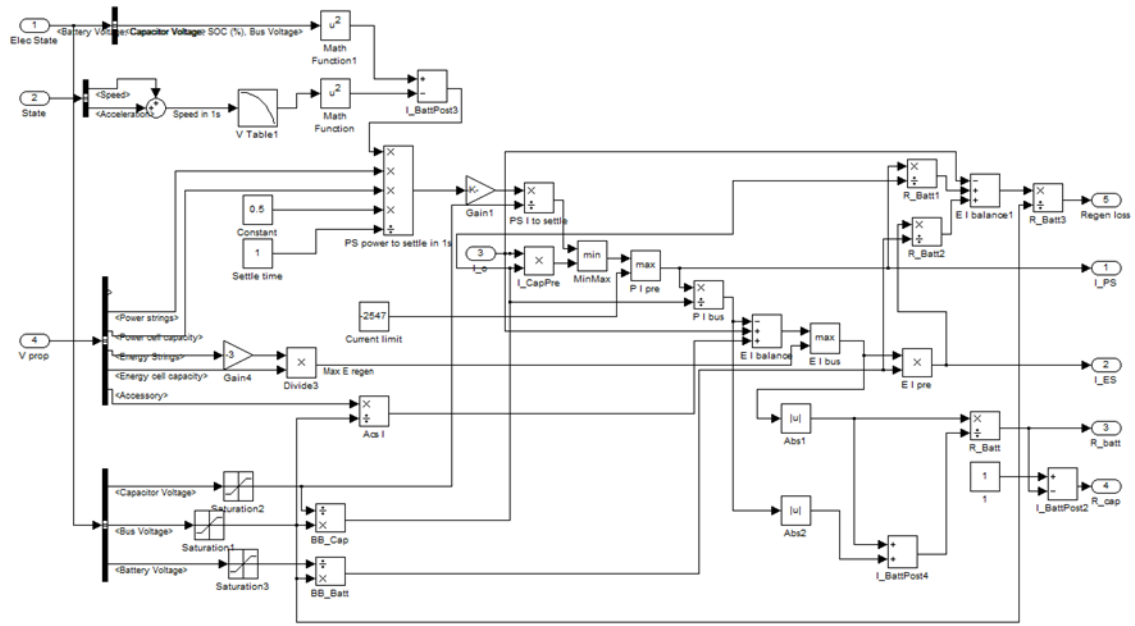 1
Elec State
<Battery Voltage, Capacitor Voltage, SOC (%), Bus Voltage>
u²
Math
Function1
2
State
<Speed>
<Acceleration>
Speed in 1s
V Table1
u²
Math
Function
I_BattPost3
0.5
Constant
1
Settle time
PS power to settle in 1s
Gain1
PS I to settle
3
I_o
I_CapPre
min
MinMax
max
P I pre
-2547
Current limit
P I bus
E I balance
max
E I bus
E I pre
R_Batt1
R_Batt2
E I balance1
R_Batt3
5
Regen loss
1
I_PS
2
I_ES
4
V prop
<Power strings>
<Power cell capacity>
<Energy Strings>
<Energy cell capacity>
<Accessory>
-3
Gain4
Divide3
Max E regen
Acs I
|u|
Abs1
|u|
Abs2
R_Batt
3
R_batt
1
1
I_BattPost2
4
R_cap
I_BattPost4
<Capacitor Voltage>
Saturation2
<Bus Voltage>
Saturation1
<Battery Voltage>
Saturation3
BB_Cap
BB_Batt